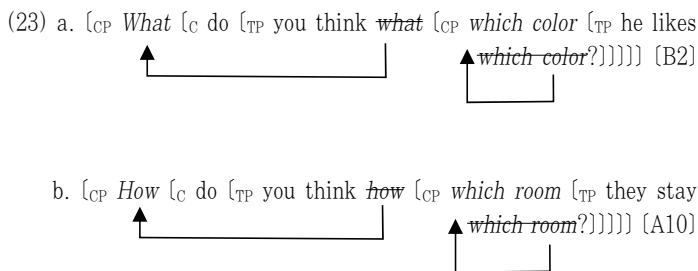 (23) a. [CP What [C do [TP you think what [CP which color [TP he likes
which color?]]]]] [B2]
b. [CP How [C do [TP you think how [CP which room [TP they stay
which room?]]]]] [A10]